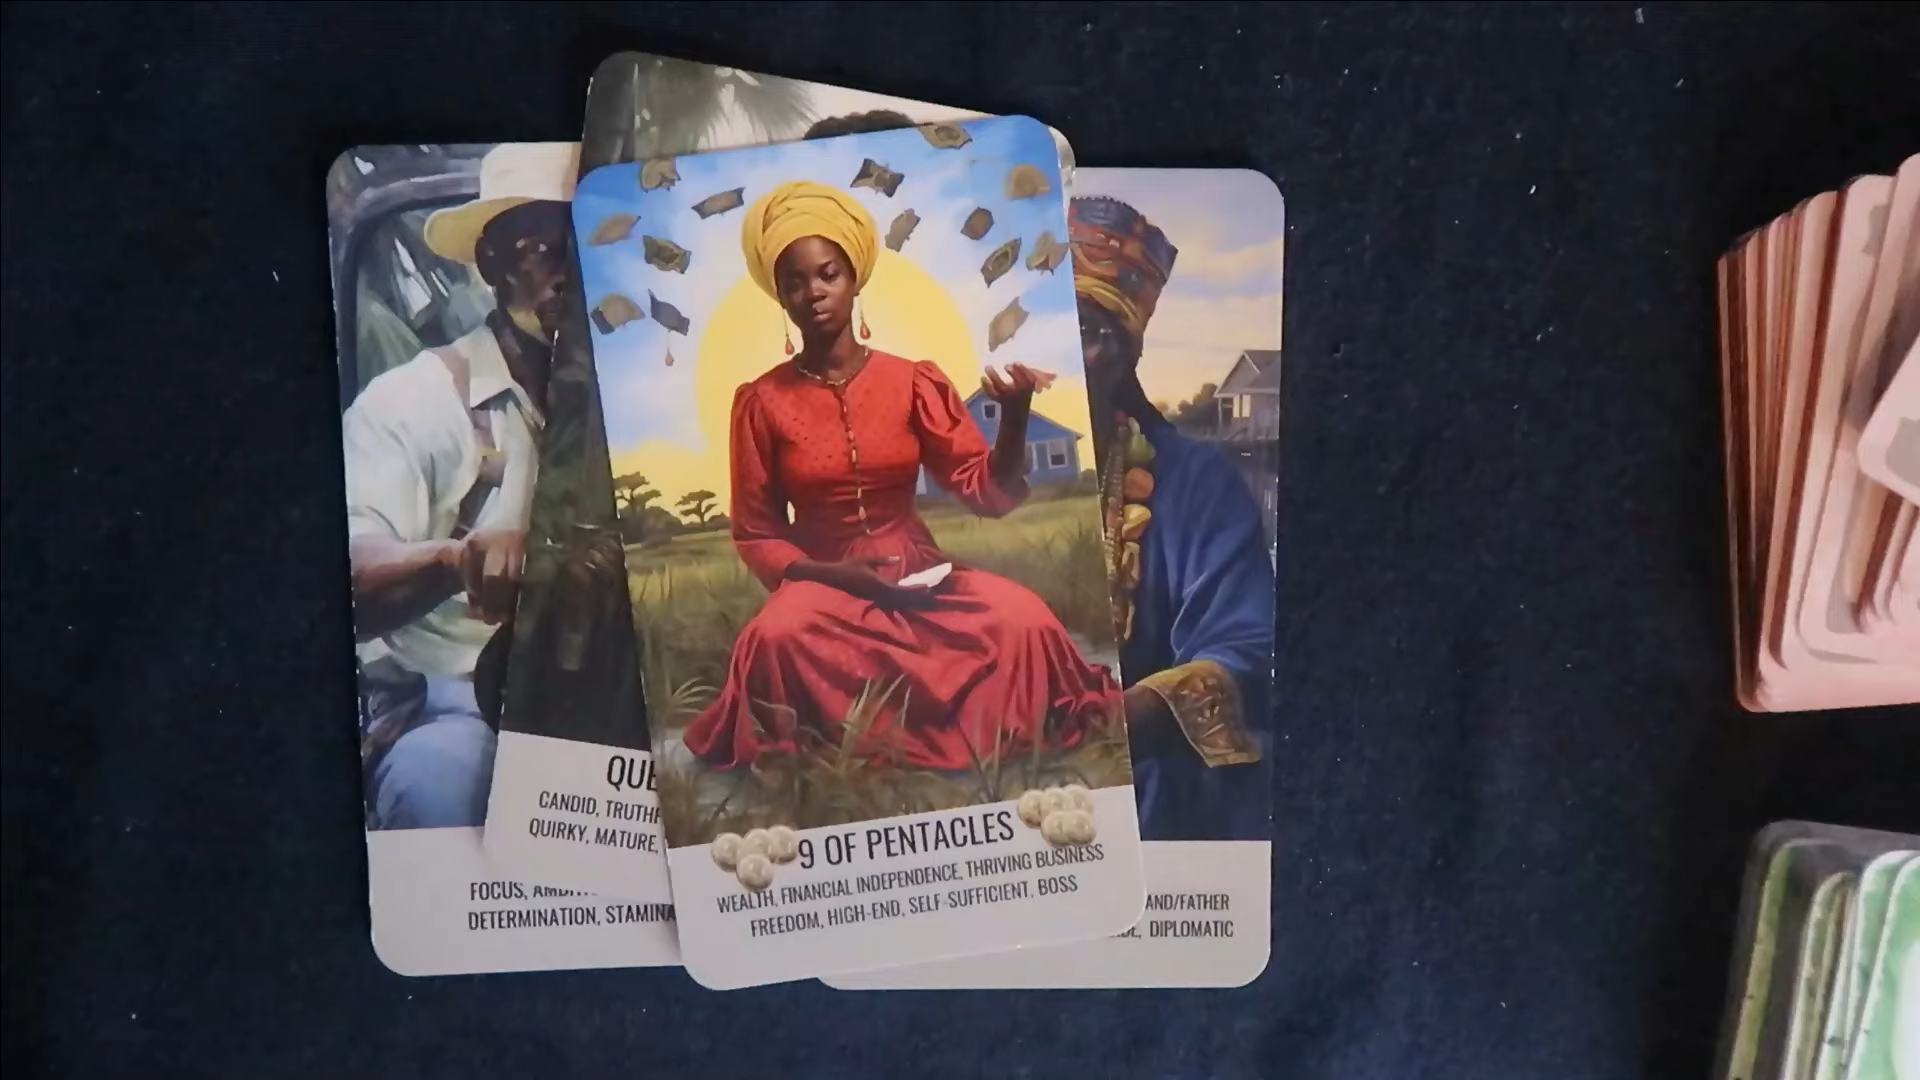 QUE
CANDID, TRUTHF
QUIRKY, MATURE,
FOCUS,
DETERMINATION, STAMINA
9 OF PENTACLES
WEALTH, FINANCIAL INDEPENDENCE, THRIVING BUSINESS
FREEDOM, HIGH-END, SELF-SUFFICIENT, BOSS
AND/FATHER
DIPLOMATIC